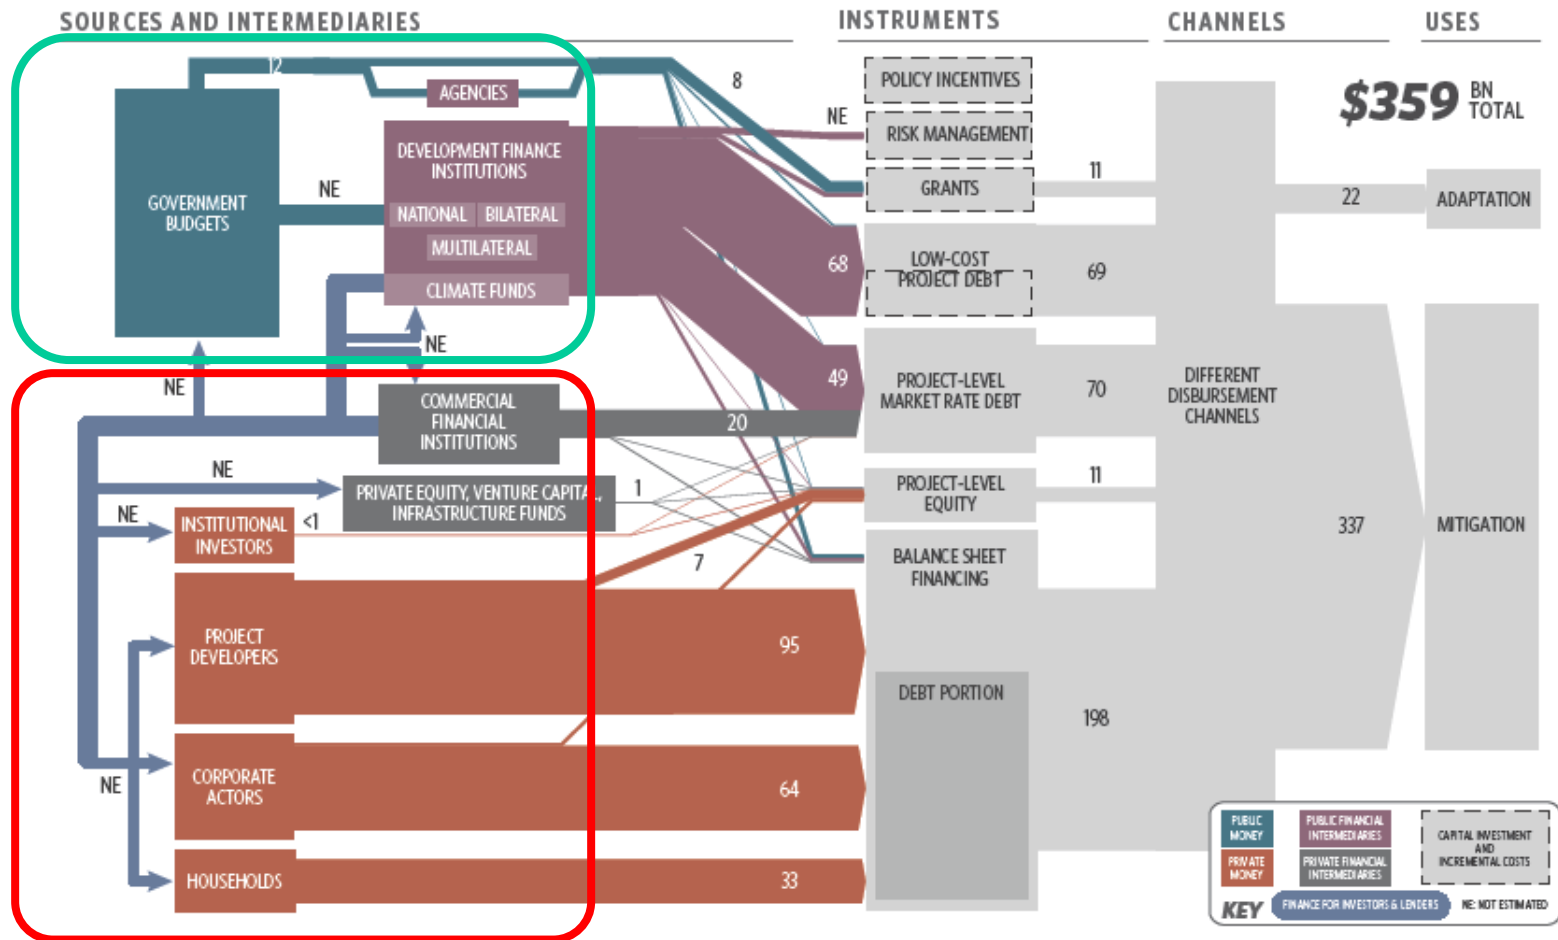 SOURCES AND INTERMEDIARIES
INSTRUMENTS
CHANNELS
USES
$359 BN
TOTAL
12
AGENCIES
8
POLICY INCENTIVES
NE
RISK MANAGEMENT
DEVELOPMENT FINANCE
INSTITUTIONS
NATIONAL
BILATERAL
MULTILATERAL
CLIMATE FUNDS
GOVERNMENT
BUDGETS
NE
GRANTS
11
22
ADAPTATION
68
LOW-COST
PROJECT DEBT
69
NE
NE
49
PROJECT-LEVEL
MARKET RATE DEBT
70
DIFFERENT
DISBURSEMENT
CHANNELS
COMMERCIAL
FINANCIAL
INSTITUTIONS
20
NE
PRIVATE EQUITY, VENTURE CAPITAL,
INFRASTRUCTURE FUNDS
1
PROJECT-LEVEL
EQUITY
11
NE
INSTITUTIONAL
INVESTORS
<1
337
MITIGATION
7
BALANCE SHEET
FINANCING
PROJECT
DEVELOPERS
95
DEBT PORTION
198
NE
CORPORATE
ACTORS
64
HOUSEHOLDS
33
PUBLIC
MONEY
PUBLIC FINANCIAL
INTERMEDIARIES
CAPITAL INVESTMENT
AND
INCREMENTAL COSTS
PRIVATE
MONEY
PRIVATE FINANCIAL
INTERMEDIARIES
KEY
FINANCE FOR INVESTORS & LENDERS
NE: NOT ESTIMATED